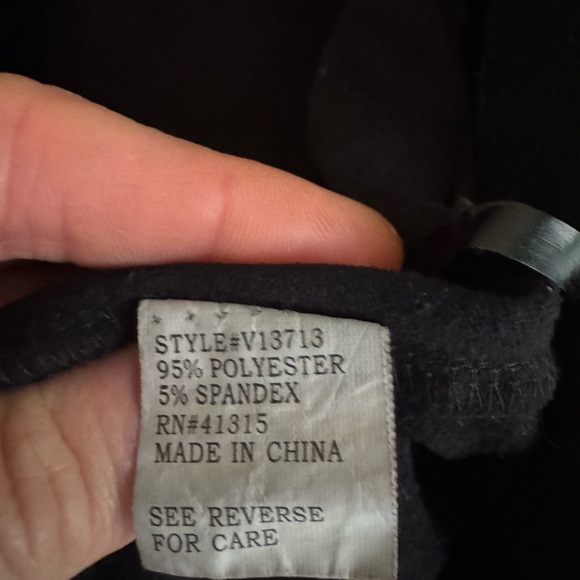 STYLE#V13713
95% POLYESTER
5% SPANDEX
RN#41315
MADE IN CHINA
SEE REVERSE
FOR CARE